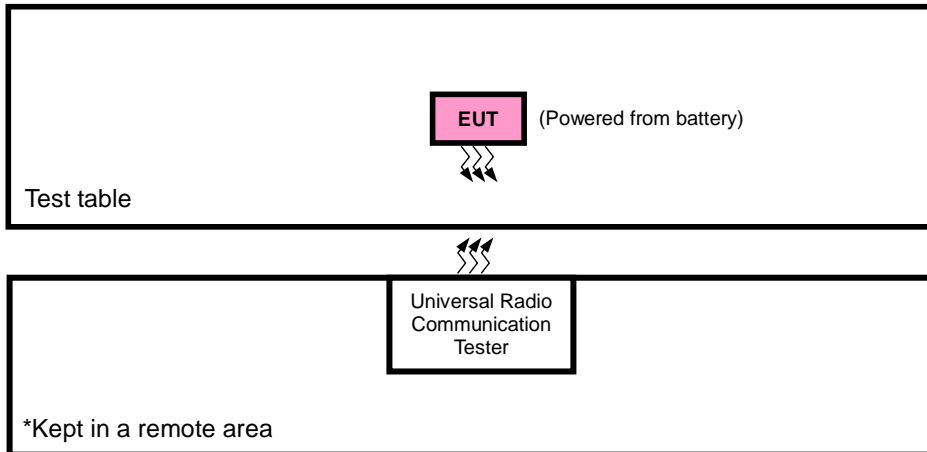 EUT (Powered from battery)
Test table
Universal Radio
Communication
Tester
*Kept in a remote area